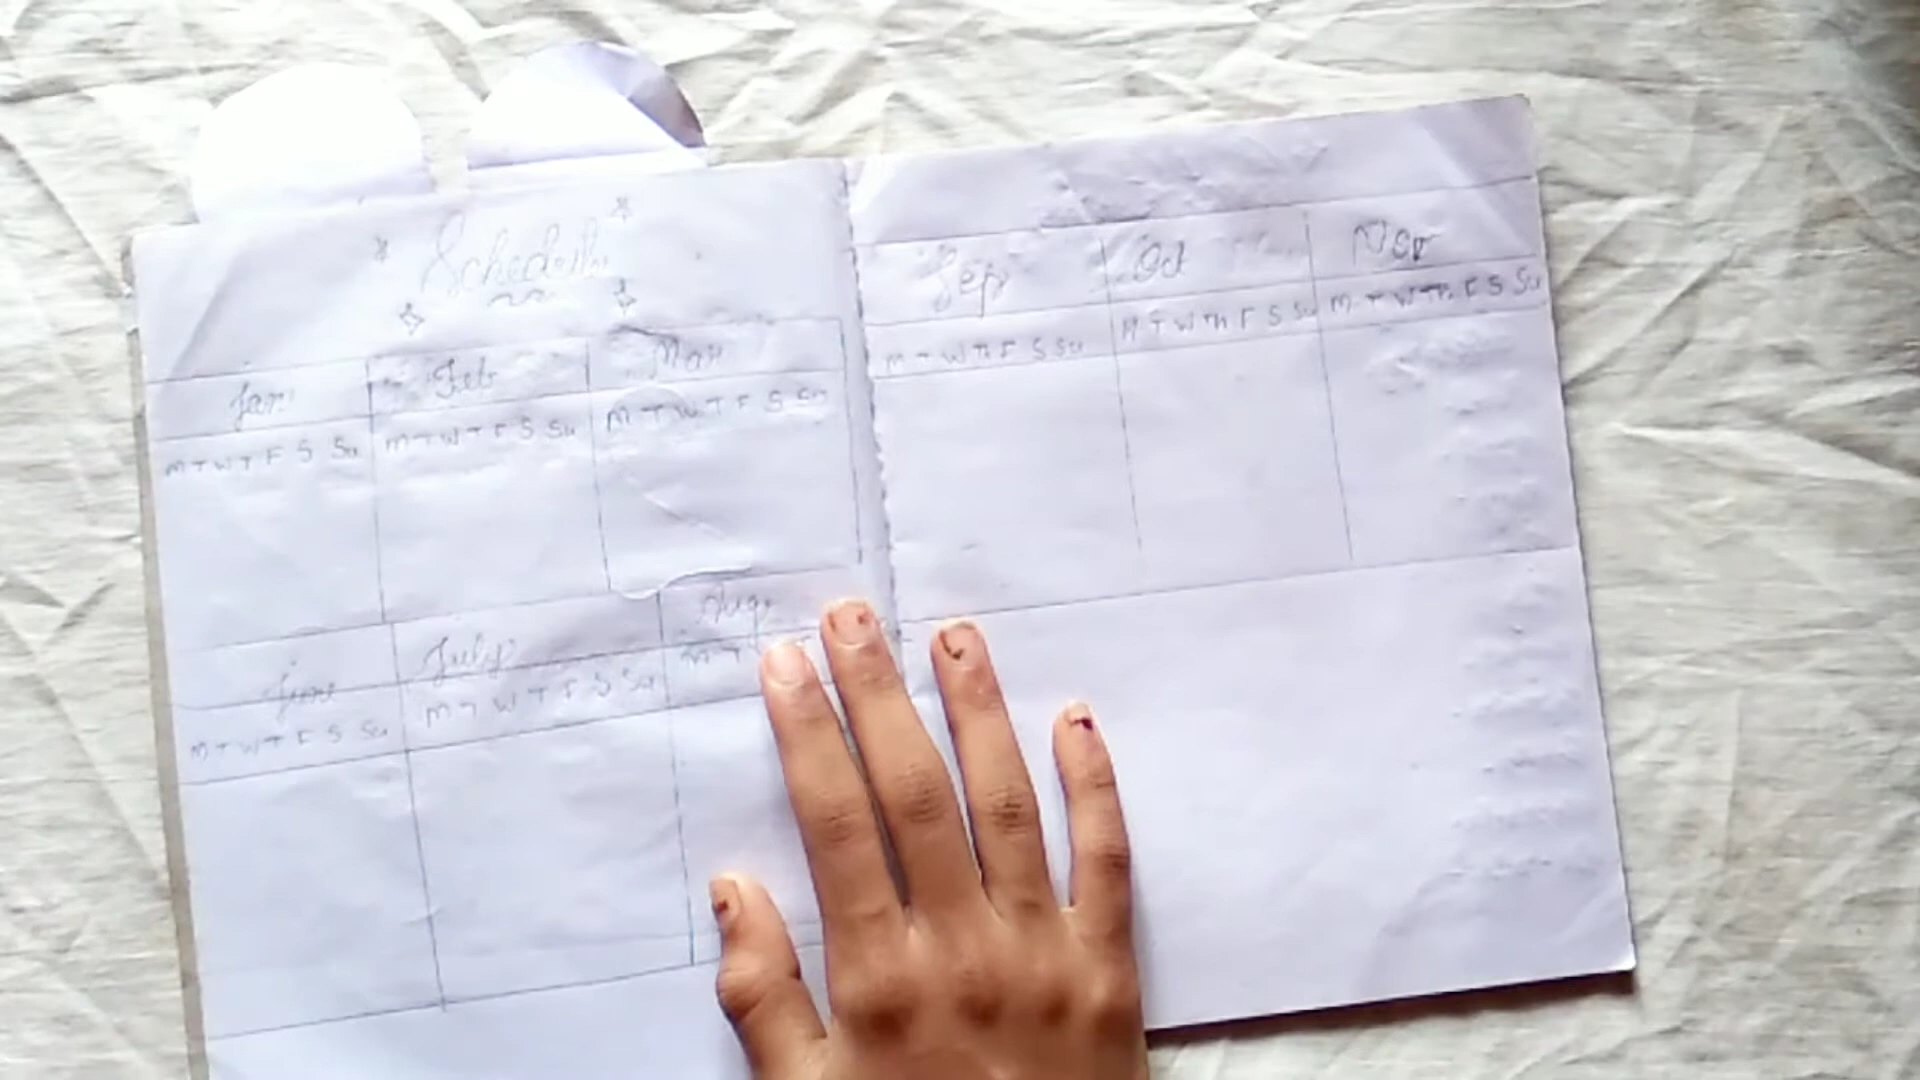 Schedule
Jan Feb Mar
M T W T F S Su M T W T F S Su M T W T F S Su
June July Aug
M T W T F S Su M T W T F S Su M T
Sep Oct Nov
M T W Th F S Su M T W Th F S Su M T W Th F S Su